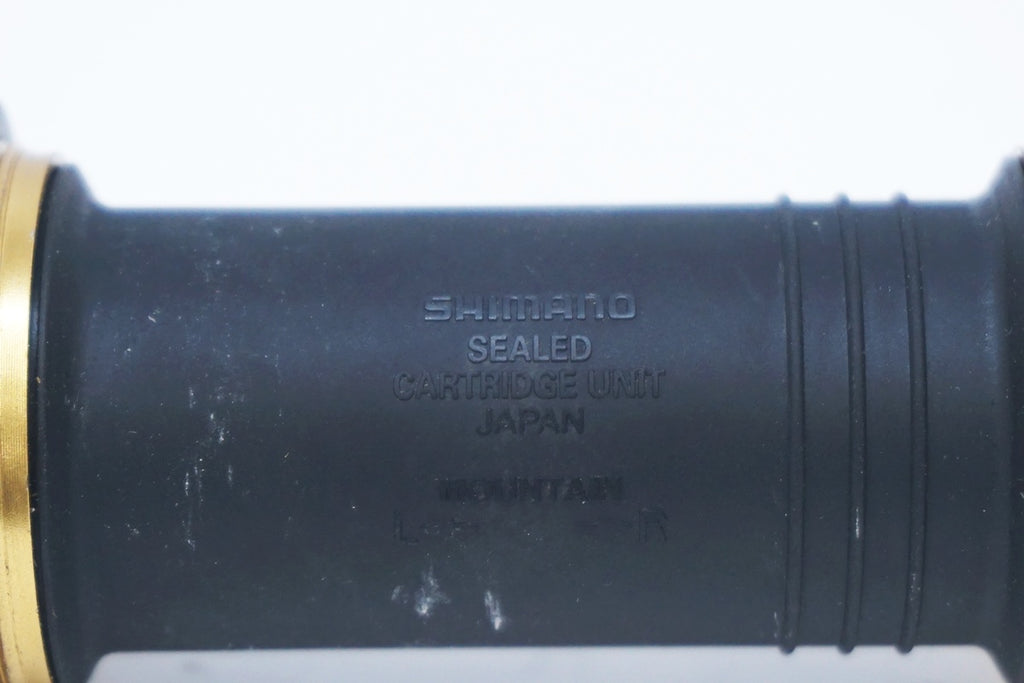 SHIMANO
SEALED
CARTRIDGE UNIT
JAPAN
MOUNTAIN
L R